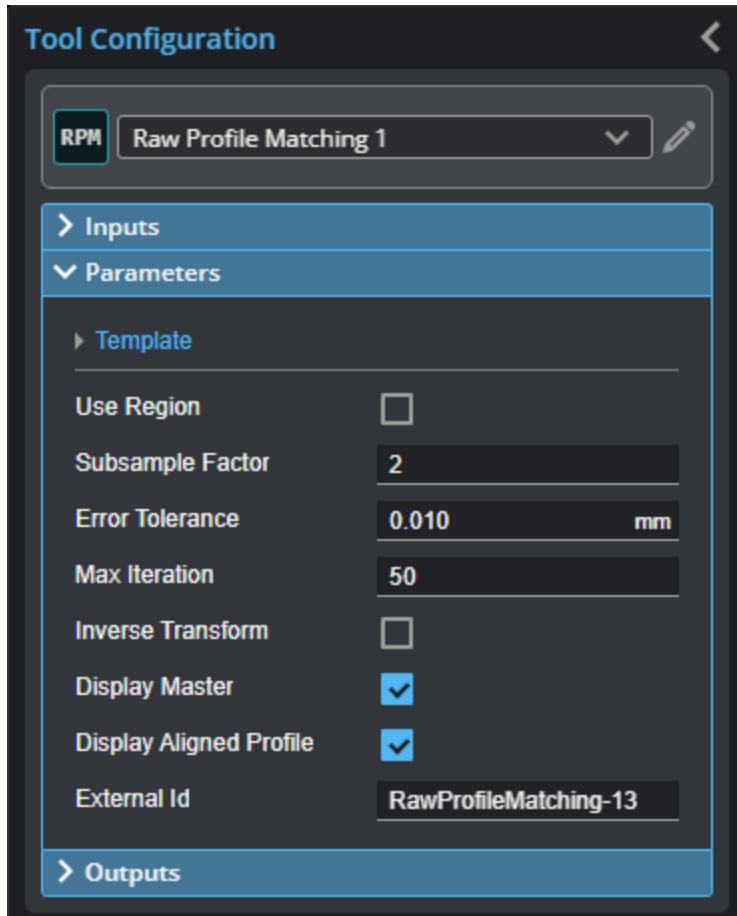 Tool Configuration
RPM Raw Profile Matching 1
Inputs
Parameters
Template
Use Region
Subsample Factor 2
Error Tolerance 0.010 mm
Max Iteration 50
Inverse Transform
Display Master
Display Aligned Profile
External Id RawProfileMatching-13
Outputs